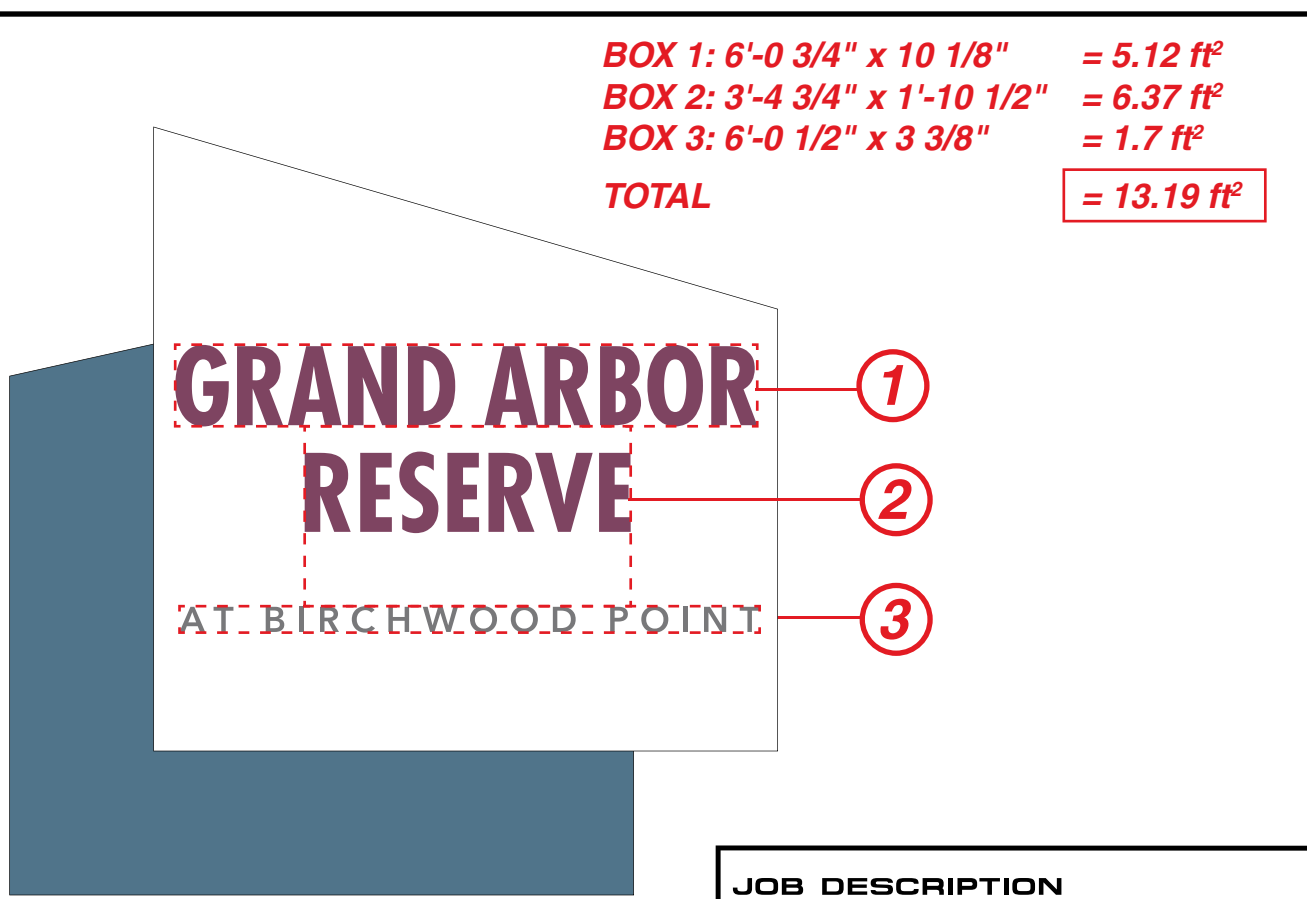 BOX 1: 6'-0 3/4" x 10 1/8" = 5.12 ft²
BOX 2: 3'-4 3/4" x 1'-10 1/2" = 6.37 ft²
BOX 3: 6'-0 1/2" x 3 3/8" = 1.7 ft²
TOTAL = 13.19 ft²
GRAND ARBOR
1
RESERVE
2
AT BIRCHWOOD POINT
3
JOB DESCRIPTION